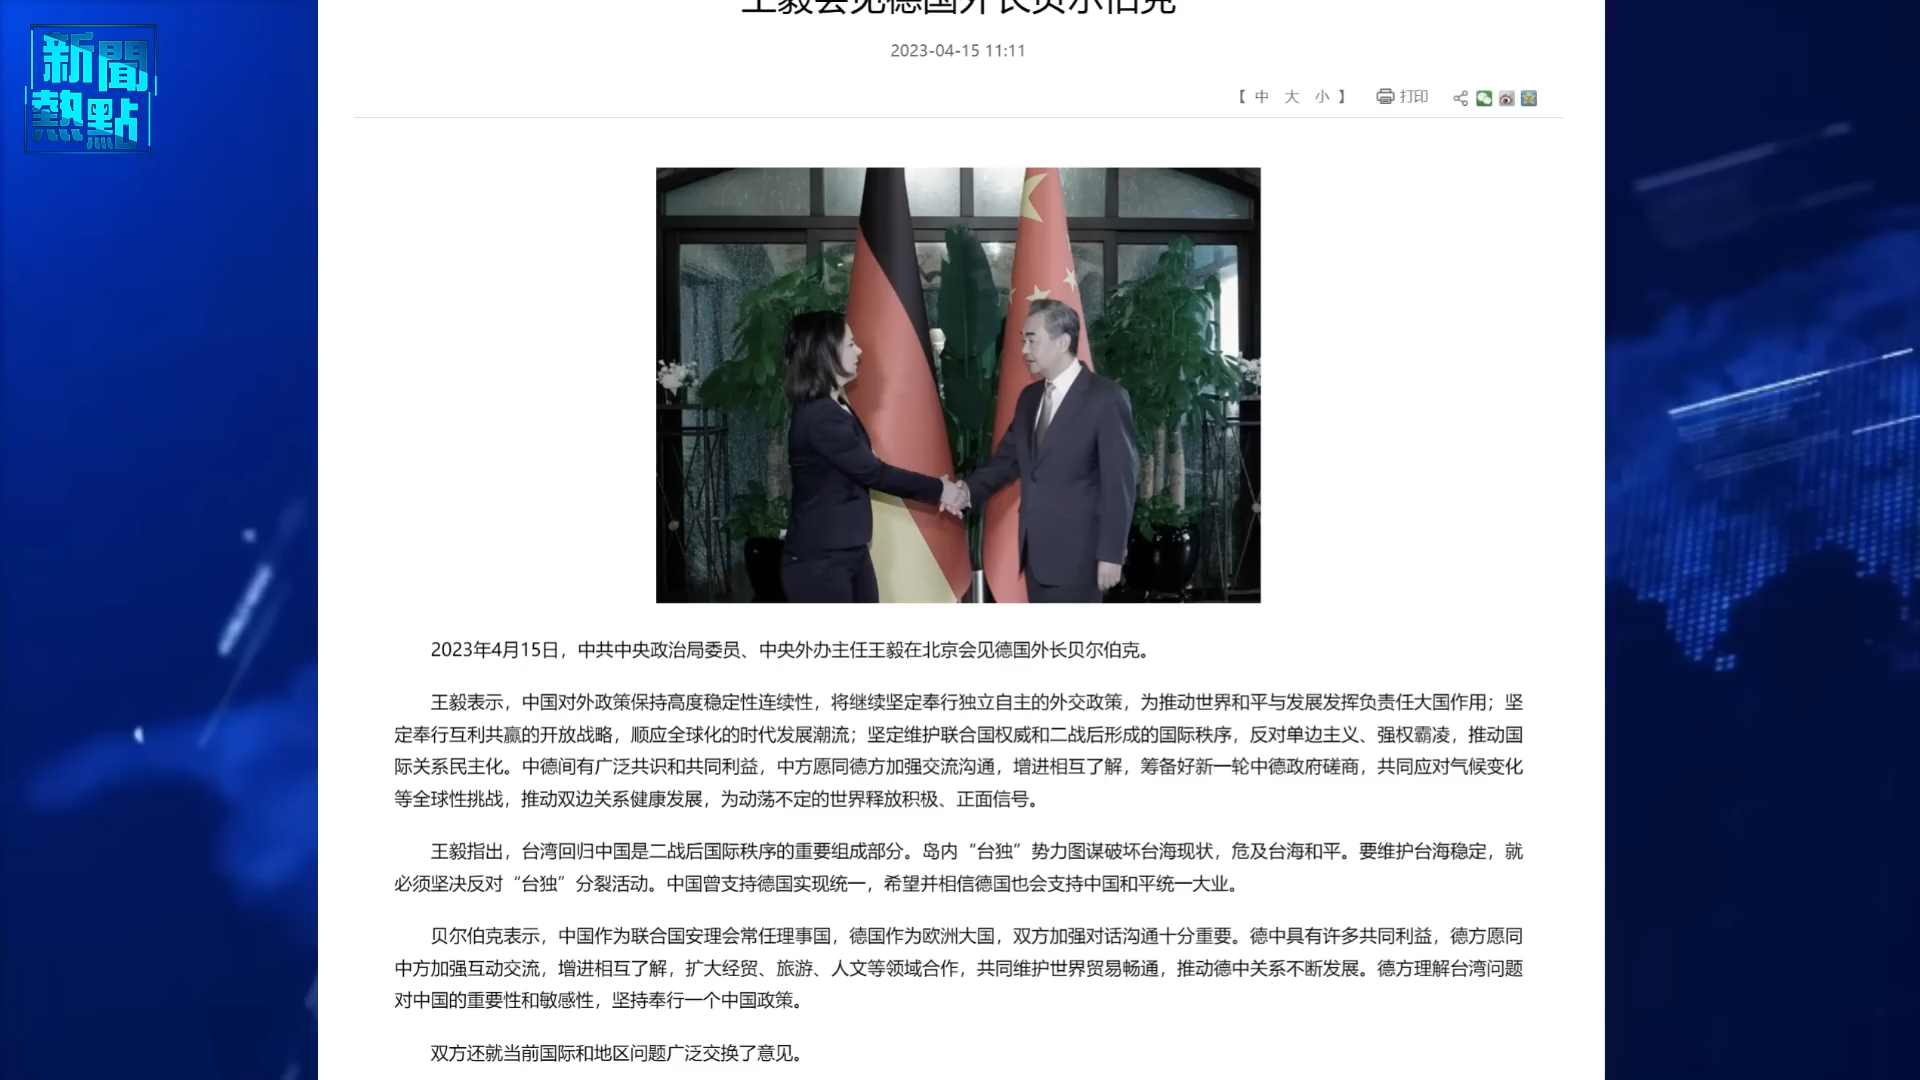 新聞
熱點
王毅会见德国外长贝尔伯克
2023-04-15 11:11
【 中 大 小 】 打印
2023年4月15日，中共中央政治局委员、中央外办主任王毅在北京会见德国外长贝尔伯克。
王毅表示，中国对外政策保持高度稳定性连续性，将继续坚定奉行独立自主的外交政策，为推动世界和平与发展发挥负责任大国作用；坚
定奉行互利共赢的开放战略，顺应全球化的时代发展潮流；坚定维护联合国权威和二战后形成的国际秩序，反对单边主义、强权霸凌，推动国
际关系民主化。中德间有广泛共识和共同利益，中方愿同德方加强交流沟通，增进相互了解，筹备好新一轮中德政府磋商，共同应对气候变化
等全球性挑战，推动双边关系健康发展，为动荡不定的世界释放积极、正面信号。
王毅指出，台湾回归中国是二战后国际秩序的重要组成部分。岛内“台独”势力图谋破坏台海现状，危及台海和平。要维护台海稳定，就
必须坚决反对“台独”分裂活动。中国曾支持德国实现统一，希望并相信德国也会支持中国和平统一大业。
贝尔伯克表示，中国作为联合国安理会常任理事国，德国作为欧洲大国，双方加强对话沟通十分重要。德中具有许多共同利益，德方愿同
中方加强互动交流，增进相互了解，扩大经贸、旅游、人文等领域合作，共同维护世界贸易畅通，推动德中关系不断发展。德方理解台湾问题
对中国的重要性和敏感性，坚持奉行一个中国政策。
双方还就当前国际和地区问题广泛交换了意见。